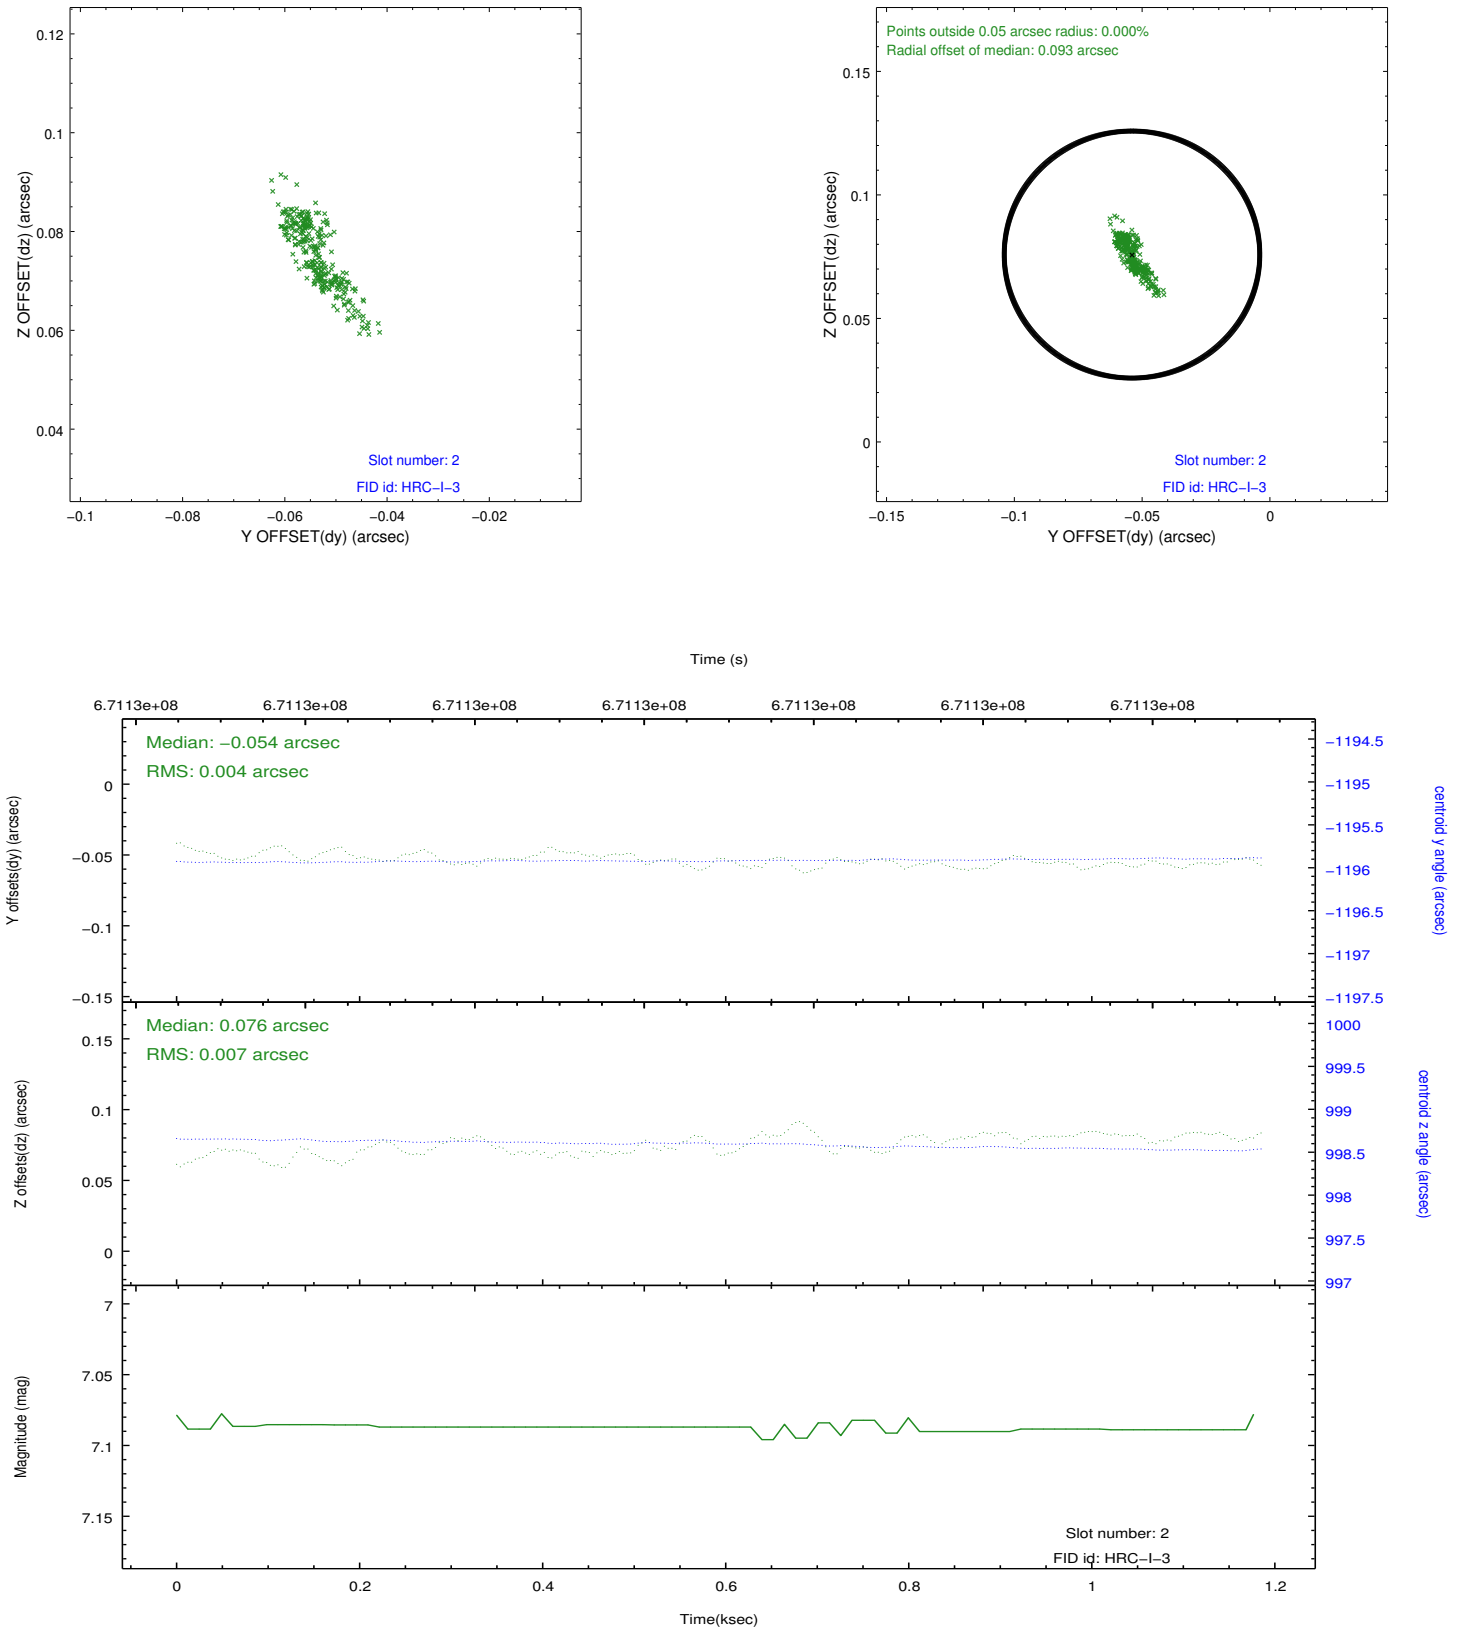 0.12
0.1
0.08
0.06
0.04
Z OFFSET(dz) (arcsec)
Slot number: 2
FID id: HRC−I−3
−0.1
−0.08
−0.06
−0.04
−0.02
Y OFFSET(dy) (arcsec)
Points outside 0.05 arcsec radius: 0.000%
Radial offset of median: 0.093 arcsec
0.15
0.1
0.05
0
Z OFFSET(dz) (arcsec)
Slot number: 2
FID id: HRC−I−3
−0.15
−0.1
−0.05
0
Y OFFSET(dy) (arcsec)
Time (s)
6.7113e+08
6.7113e+08
6.7113e+08
6.7113e+08
6.7113e+08
6.7113e+08
6.7113e+08
Median: −0.054 arcsec
RMS: 0.004 arcsec
0
−0.05
−0.1
−0.15
Y offsets(dy) (arcsec)
−1194.5
−1195
−1195.5
−1196
−1196.5
−1197
−1197.5
centroid y angle (arcsec)
Median: 0.076 arcsec
RMS: 0.007 arcsec
0.15
0.1
0.05
0
Z offsets(dz) (arcsec)
1000
999.5
999
998.5
998
997.5
997
centroid z angle (arcsec)
7
7.05
7.1
7.15
Magnitude (mag)
Slot number: 2
FID id: HRC−I−3
0
0.2
0.4
0.6
0.8
1
1.2
Time(ksec)